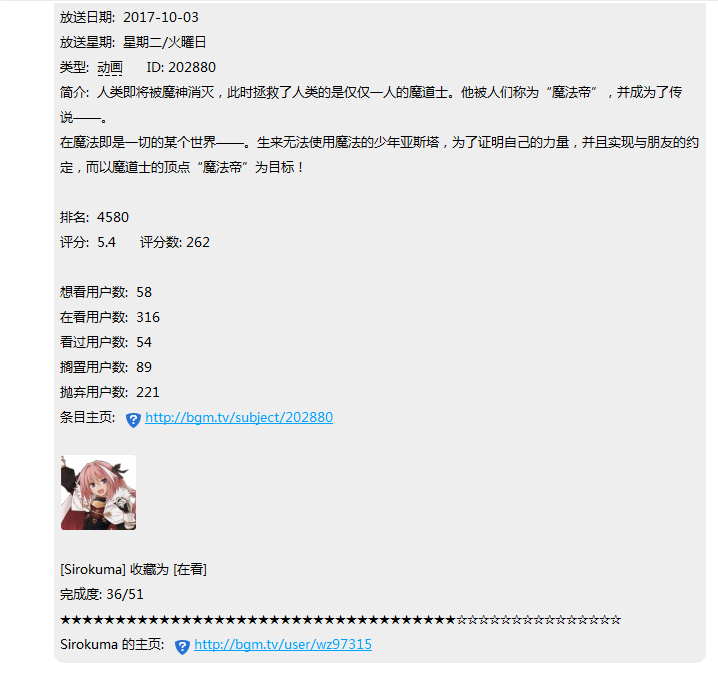 放送日期: 2017-10-03
放送星期: 星期二/火曜日
类型: 动画 ID: 202880
简介: 人类即将被魔神消灭，此时拯救了人类的是仅仅一人的魔道士。他被人们称为“魔法帝”，并成为了传
说——。
在魔法即是一切的某个世界——。生来无法使用魔法的少年亚斯塔，为了证明自己的力量，并且实现与朋友的约
定，而以魔道士的顶点“魔法帝”为目标！
排名: 4580
评分: 5.4 评分数: 262
想看用户数: 58
在看用户数: 316
看过用户数: 54
搁置用户数: 89
抛弃用户数: 221
条目主页: http://bgm.tv/subject/202880
[Sirokuma] 收藏为 [在看]
完成度: 36/51
★★★★★★★★★★★★★★★★★★★★★★★★★★★★★★★★★★★★☆☆☆☆☆☆☆☆☆☆☆☆☆☆☆
Sirokuma 的主页: http://bgm.tv/user/wz97315